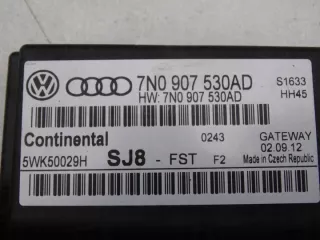 7N0 907 530AD S1633
HW: 7N0 907 530AD HH45
Continental 0243 GATEWAY
5WK50029H SJ8 - FST F2 02.09.12
Made in Czech Republic